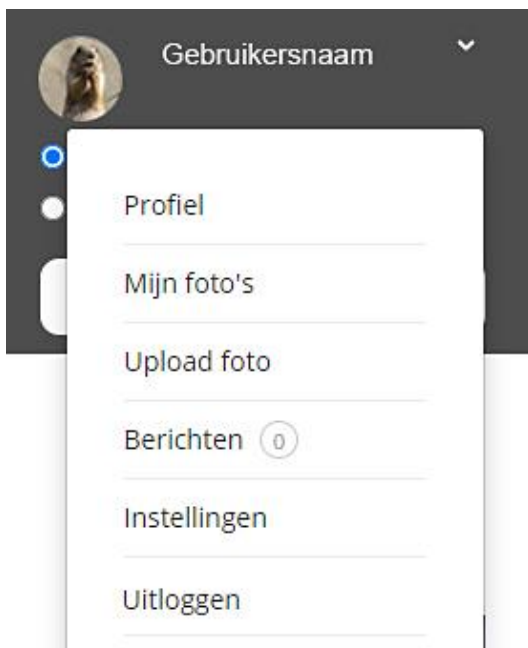 Gebruikersnaam
Profiel
Mijn foto's
Upload foto
Berichten 0
Instellingen
Uitloggen